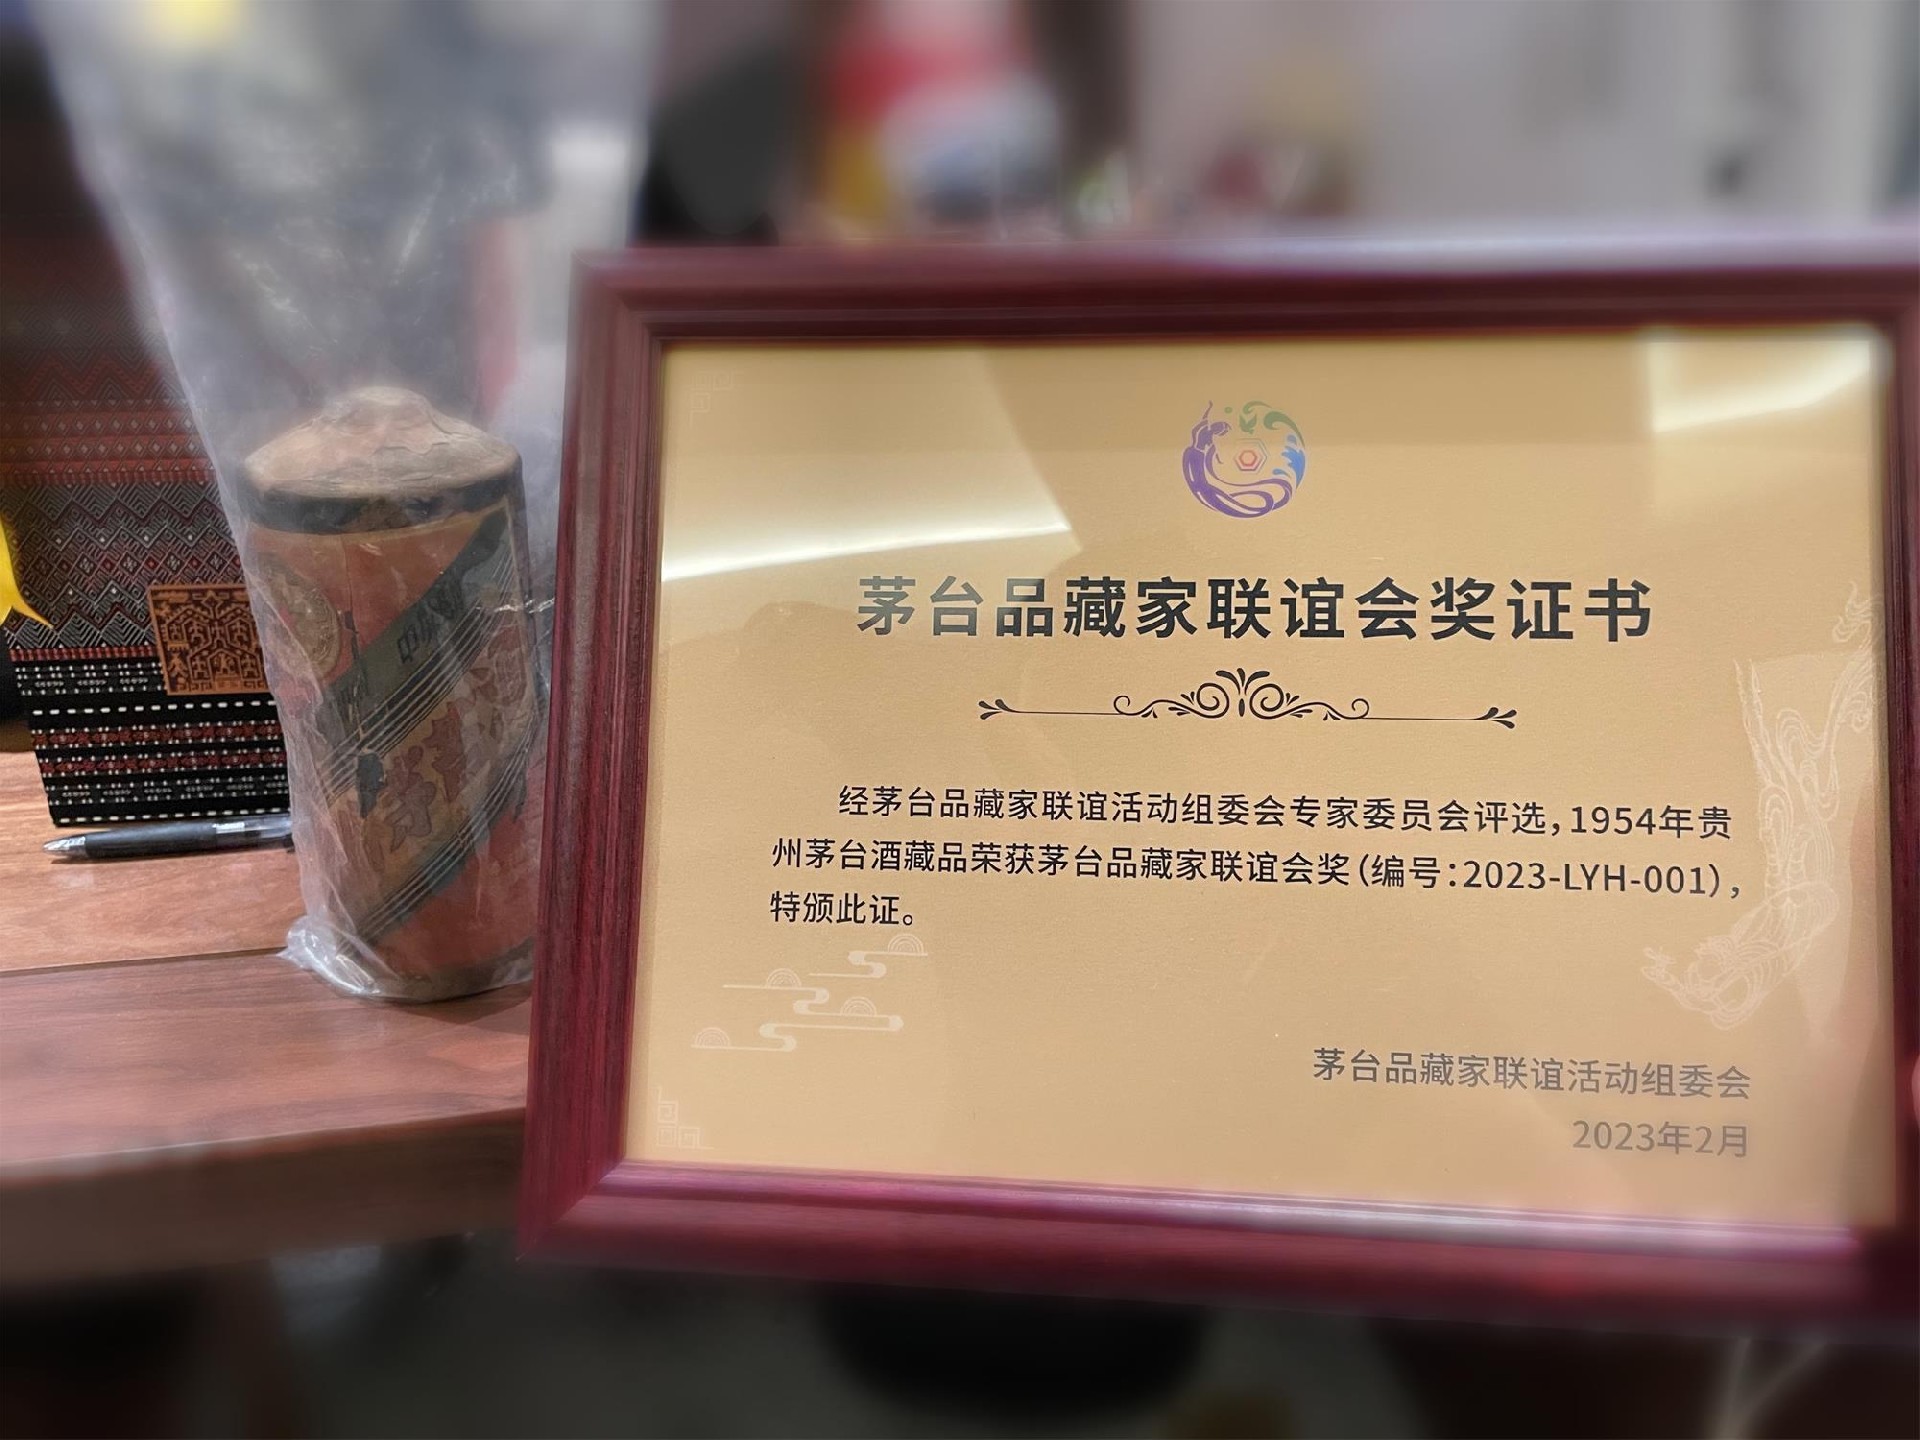 茅台品藏家联谊会奖证书
经茅台品藏家联谊活动组委会专家委员会评选,1954年贵
州茅台酒藏品荣获茅台品藏家联谊会奖(编号:2023-LYH-001),
特颁此证。
茅台品藏家联谊活动组委会
2023年2月